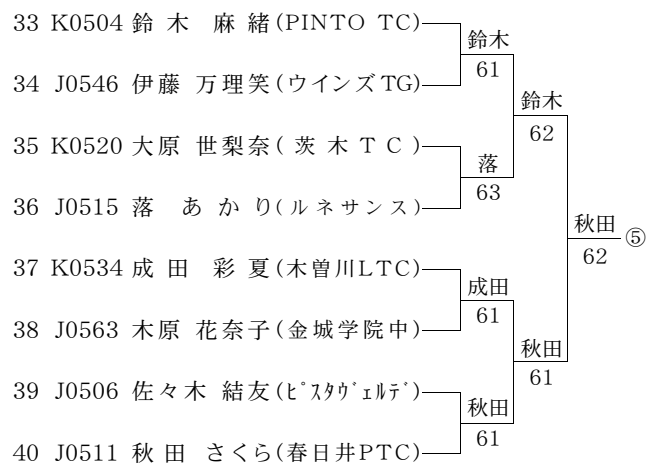 33 K0504 鈴木 麻緒(PINTO TC)
鈴木
61
34 J0546 伊藤 万理笑(ウインズTG)
鈴木
62
35 K0520 大原 世梨奈(茨木TC)
落
63
36 J0515 落 あかり(ルネサンス)
秋田
62
⑤
37 K0534 成田 彩夏(木曽川LTC)
成田
61
38 J0563 木原 花奈子(金城学院中)
秋田
61
39 J0506 佐々木 結友(ピスタヴェルデ)
秋田
61
40 J0511 秋田 さくら(春日井PTC)